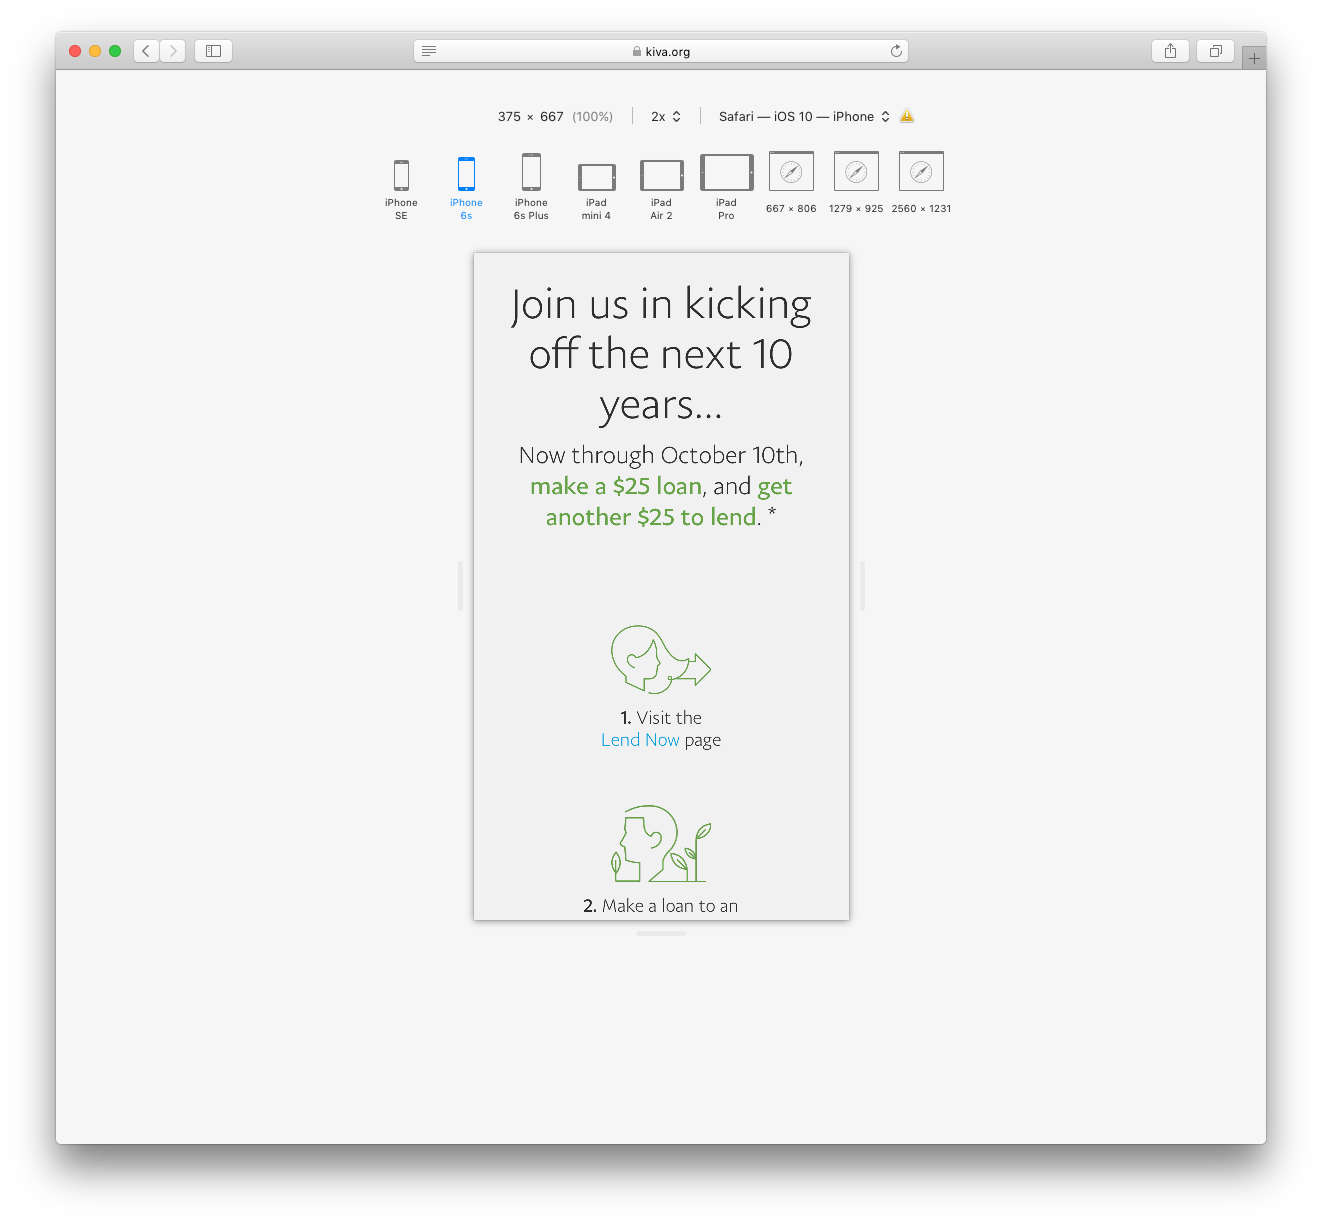 kiva.org
375 × 667 (100%) 2x Safari — iOS 10 — iPhone
iPhone SE
iPhone 6s
iPhone 6s Plus
iPad mini 4
iPad Air 2
iPad Pro
667 × 806
1279 × 925
2560 × 1231
Join us in kicking
off the next 10
years...
Now through October 10th,
make a $25 loan, and get
another $25 to lend. *
1. Visit the
Lend Now page
2. Make a loan to an